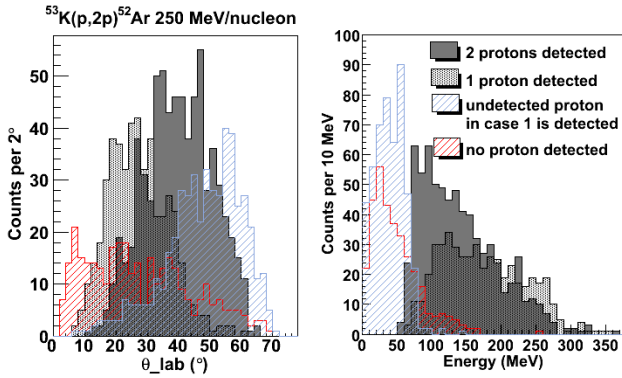 ⁵³K(p,2p)⁵²Ar 250 MeV/nucleon
Counts per 2°
50
40
30
20
10
0
0 10 20 30 40 50 60 70
θ_lab (°)
Counts per 10 MeV
100
90
80
70
60
50
40
30
20
10
0
0 50 100 150 200 250 300 350
Energy (MeV)
2 protons detected
1 proton detected
undetected proton
in case 1 is detected
no proton detected